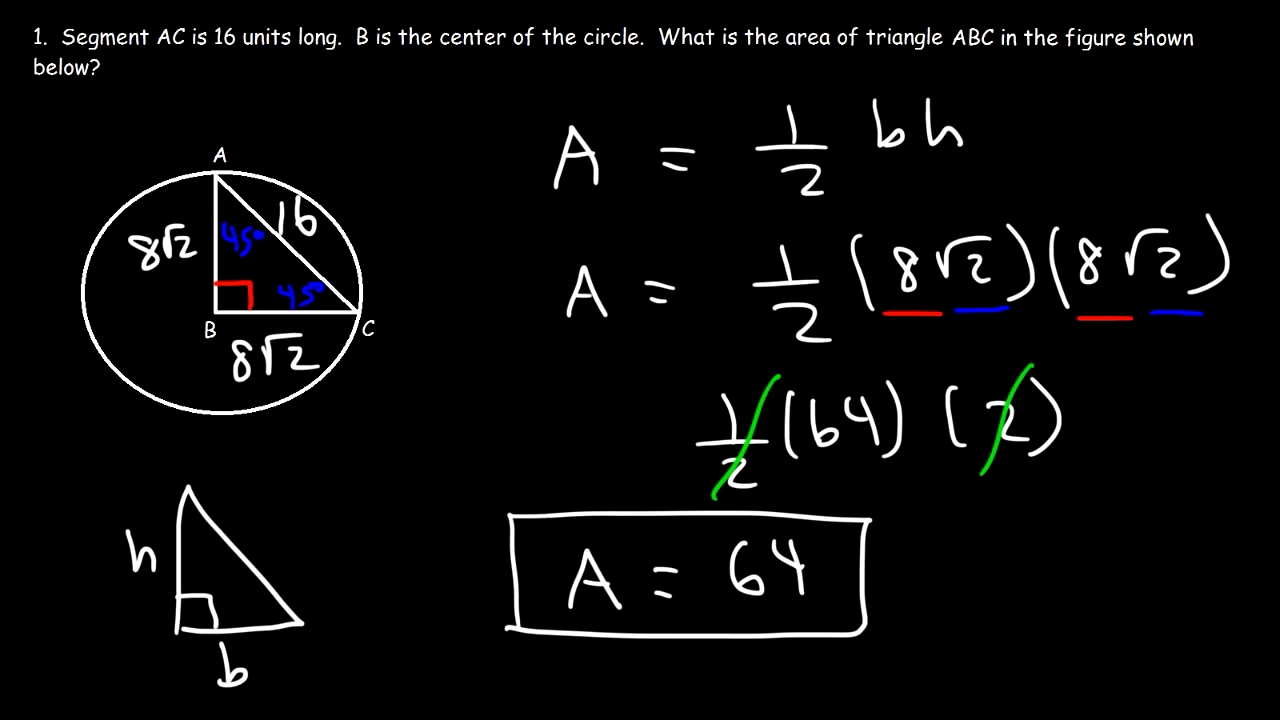 1. Segment AC is 16 units long. B is the center of the circle. What is the area of triangle ABC in the figure shown
below?
A
8√2
45°
16
45°
B
C
8√2
h
b
A = 1/2 bh
A = 1/2 (8√2)(8√2)
1/2 (64) (2)
A = 64